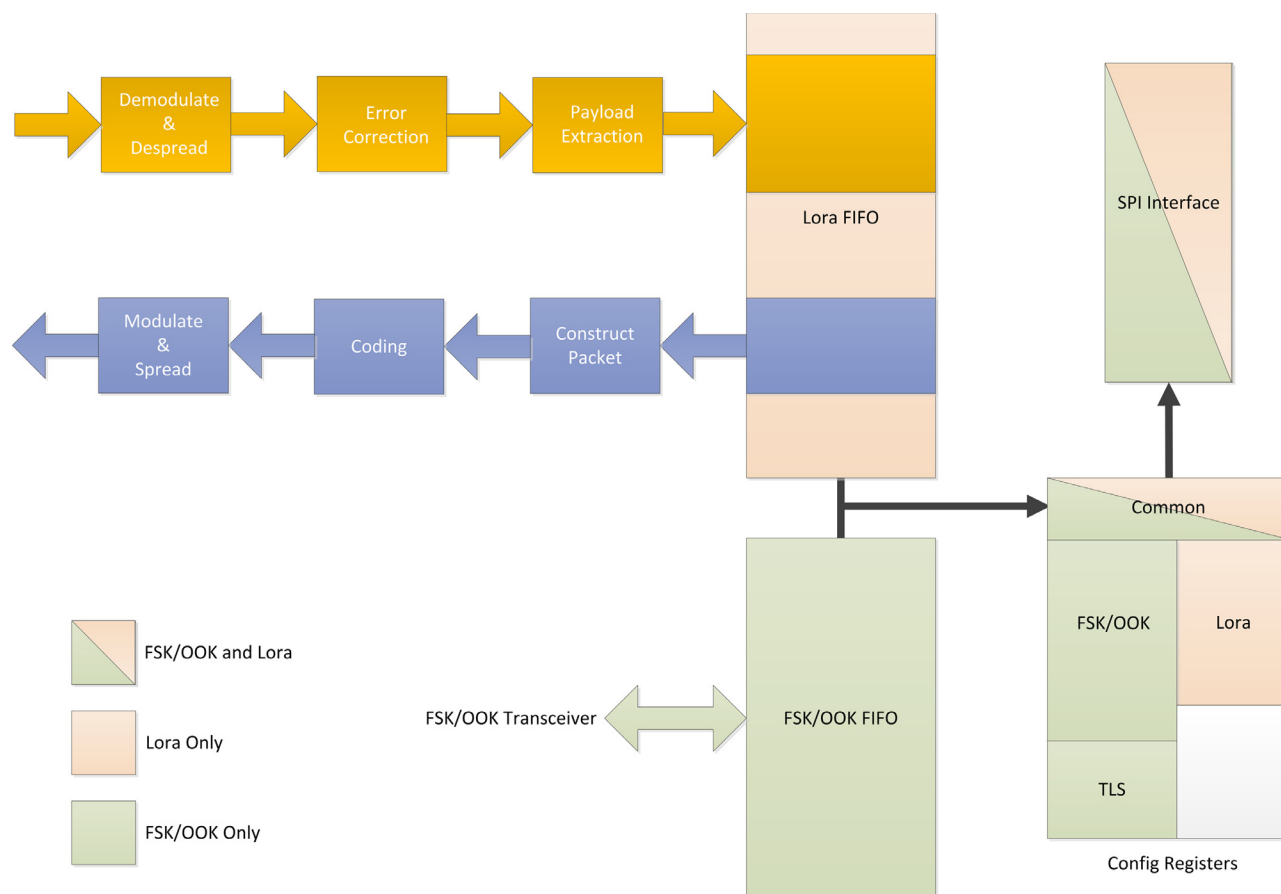 Demodulate
&
Despread
Error
Correction
Payload
Extraction
Lora FIFO
SPI Interface
Modulate
&
Spread
Coding
Construct
Packet
Common
FSK/OOK
Lora
TLS
Config Registers
FSK/OOK Transceiver
FSK/OOK FIFO
FSK/OOK and Lora
Lora Only
FSK/OOK Only